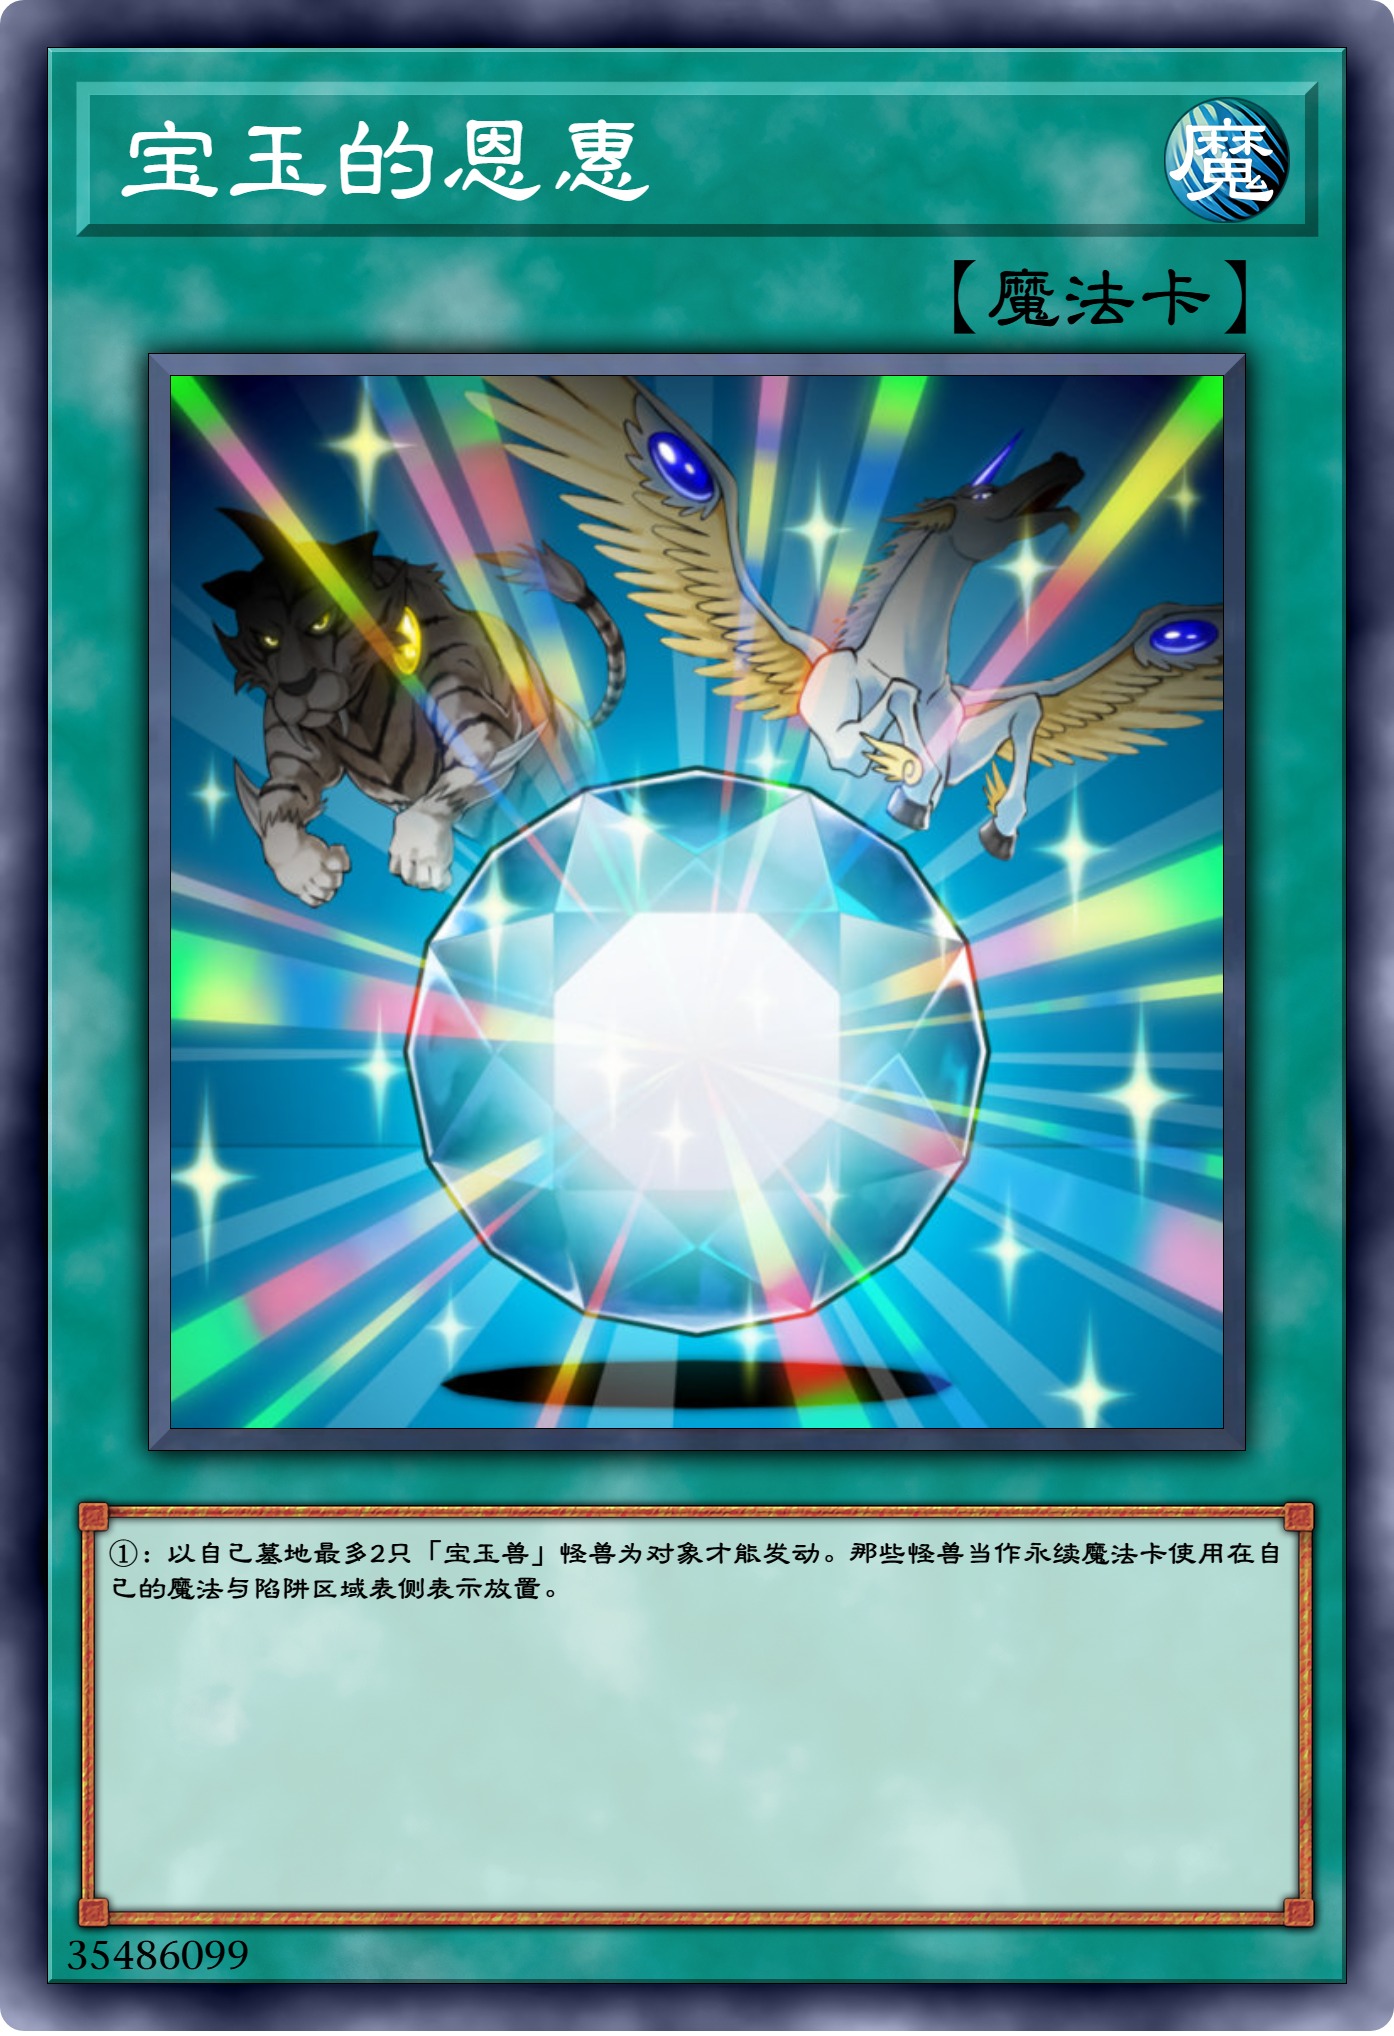 宝玉的恩惠
魔
【魔法卡】
①：以自己墓地最多2只「宝玉兽」怪兽为对象才能发动。那些怪兽当作永续魔法卡使用在自
己的魔法与陷阱区域表侧表示放置。
35486099